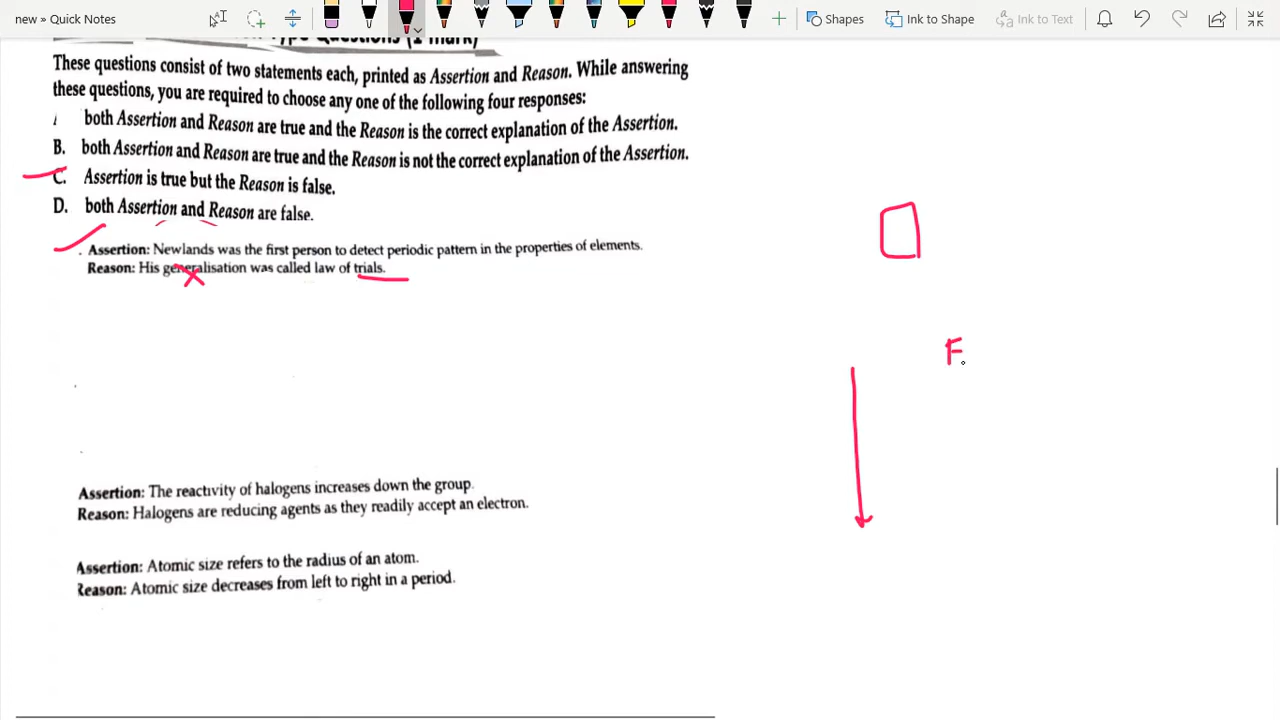 new » Quick Notes
Shapes
Ink to Shape
Ink to Text
Type Questions (1 mark)
These questions consist of two statements each, printed as Assertion and Reason. While answering
these questions, you are required to choose any one of the following four responses:
both Assertion and Reason are true and the Reason is the correct explanation of the Assertion.
B. both Assertion and Reason are true and the Reason is not the correct explanation of the Assertion.
C. Assertion is true but the Reason is false.
D. both Assertion and Reason are false.
Assertion: Newlands was the first person to detect periodic pattern in the properties of elements.
Reason: His generalisation was called law of trials.
F
Assertion: The reactivity of halogens increases down the group.
Reason: Halogens are reducing agents as they readily accept an electron.
Assertion: Atomic size refers to the radius of an atom.
Reason: Atomic size decreases from left to right in a period.